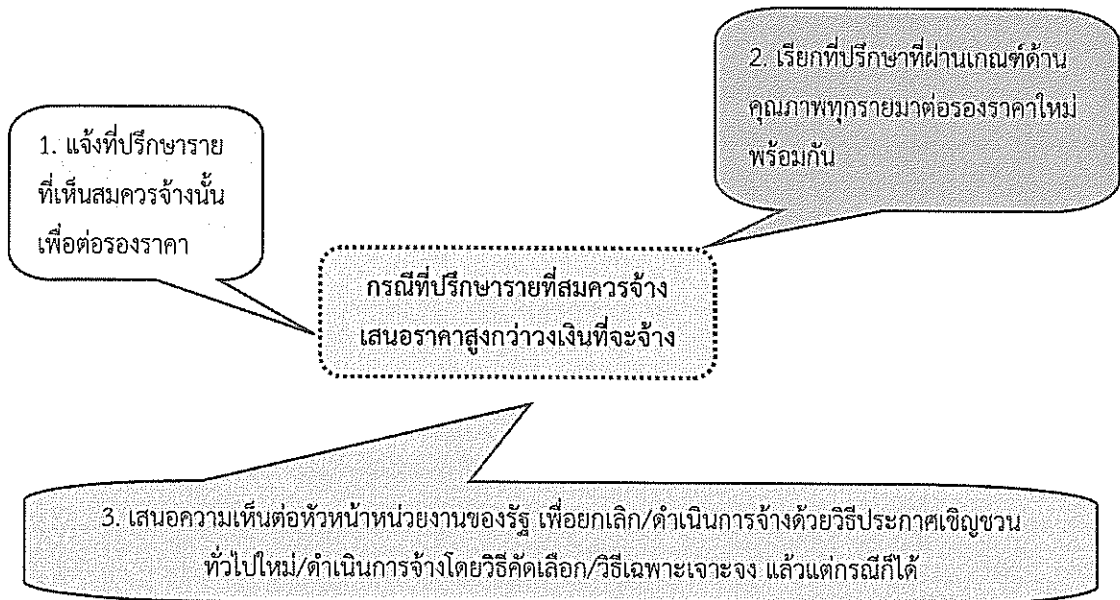 1. แจ้งที่ปรึกษาราย
ที่เห็นสมควรจ้างนั้น
เพื่อต่อรองราคา
2. เรียกที่ปรึกษาที่ผ่านเกณฑ์ด้าน
คุณภาพทุกรายมาต่อรองราคาใหม่
พร้อมกัน
กรณีที่ปรึกษารายที่สมควรจ้าง
เสนอราคาสูงกว่าวงเงินที่จะจ้าง
3. เสนอความเห็นต่อหัวหน้าหน่วยงานของรัฐ เพื่อยกเลิก/ดำเนินการจ้างด้วยวิธีประกาศเชิญชวน
ทั่วไปใหม่/ดำเนินการจ้างโดยวิธีคัดเลือก/วิธีเฉพาะเจาะจง แล้วแต่กรณีก็ได้